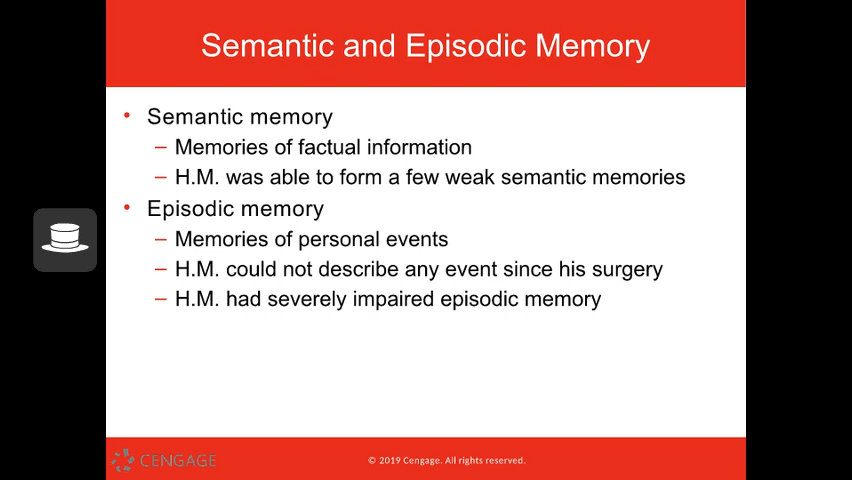 Semantic and Episodic Memory
• Semantic memory
– Memories of factual information
– H.M. was able to form a few weak semantic memories
• Episodic memory
– Memories of personal events
– H.M. could not describe any event since his surgery
– H.M. had severely impaired episodic memory
CENGAGE
© 2019 Cengage. All rights reserved.